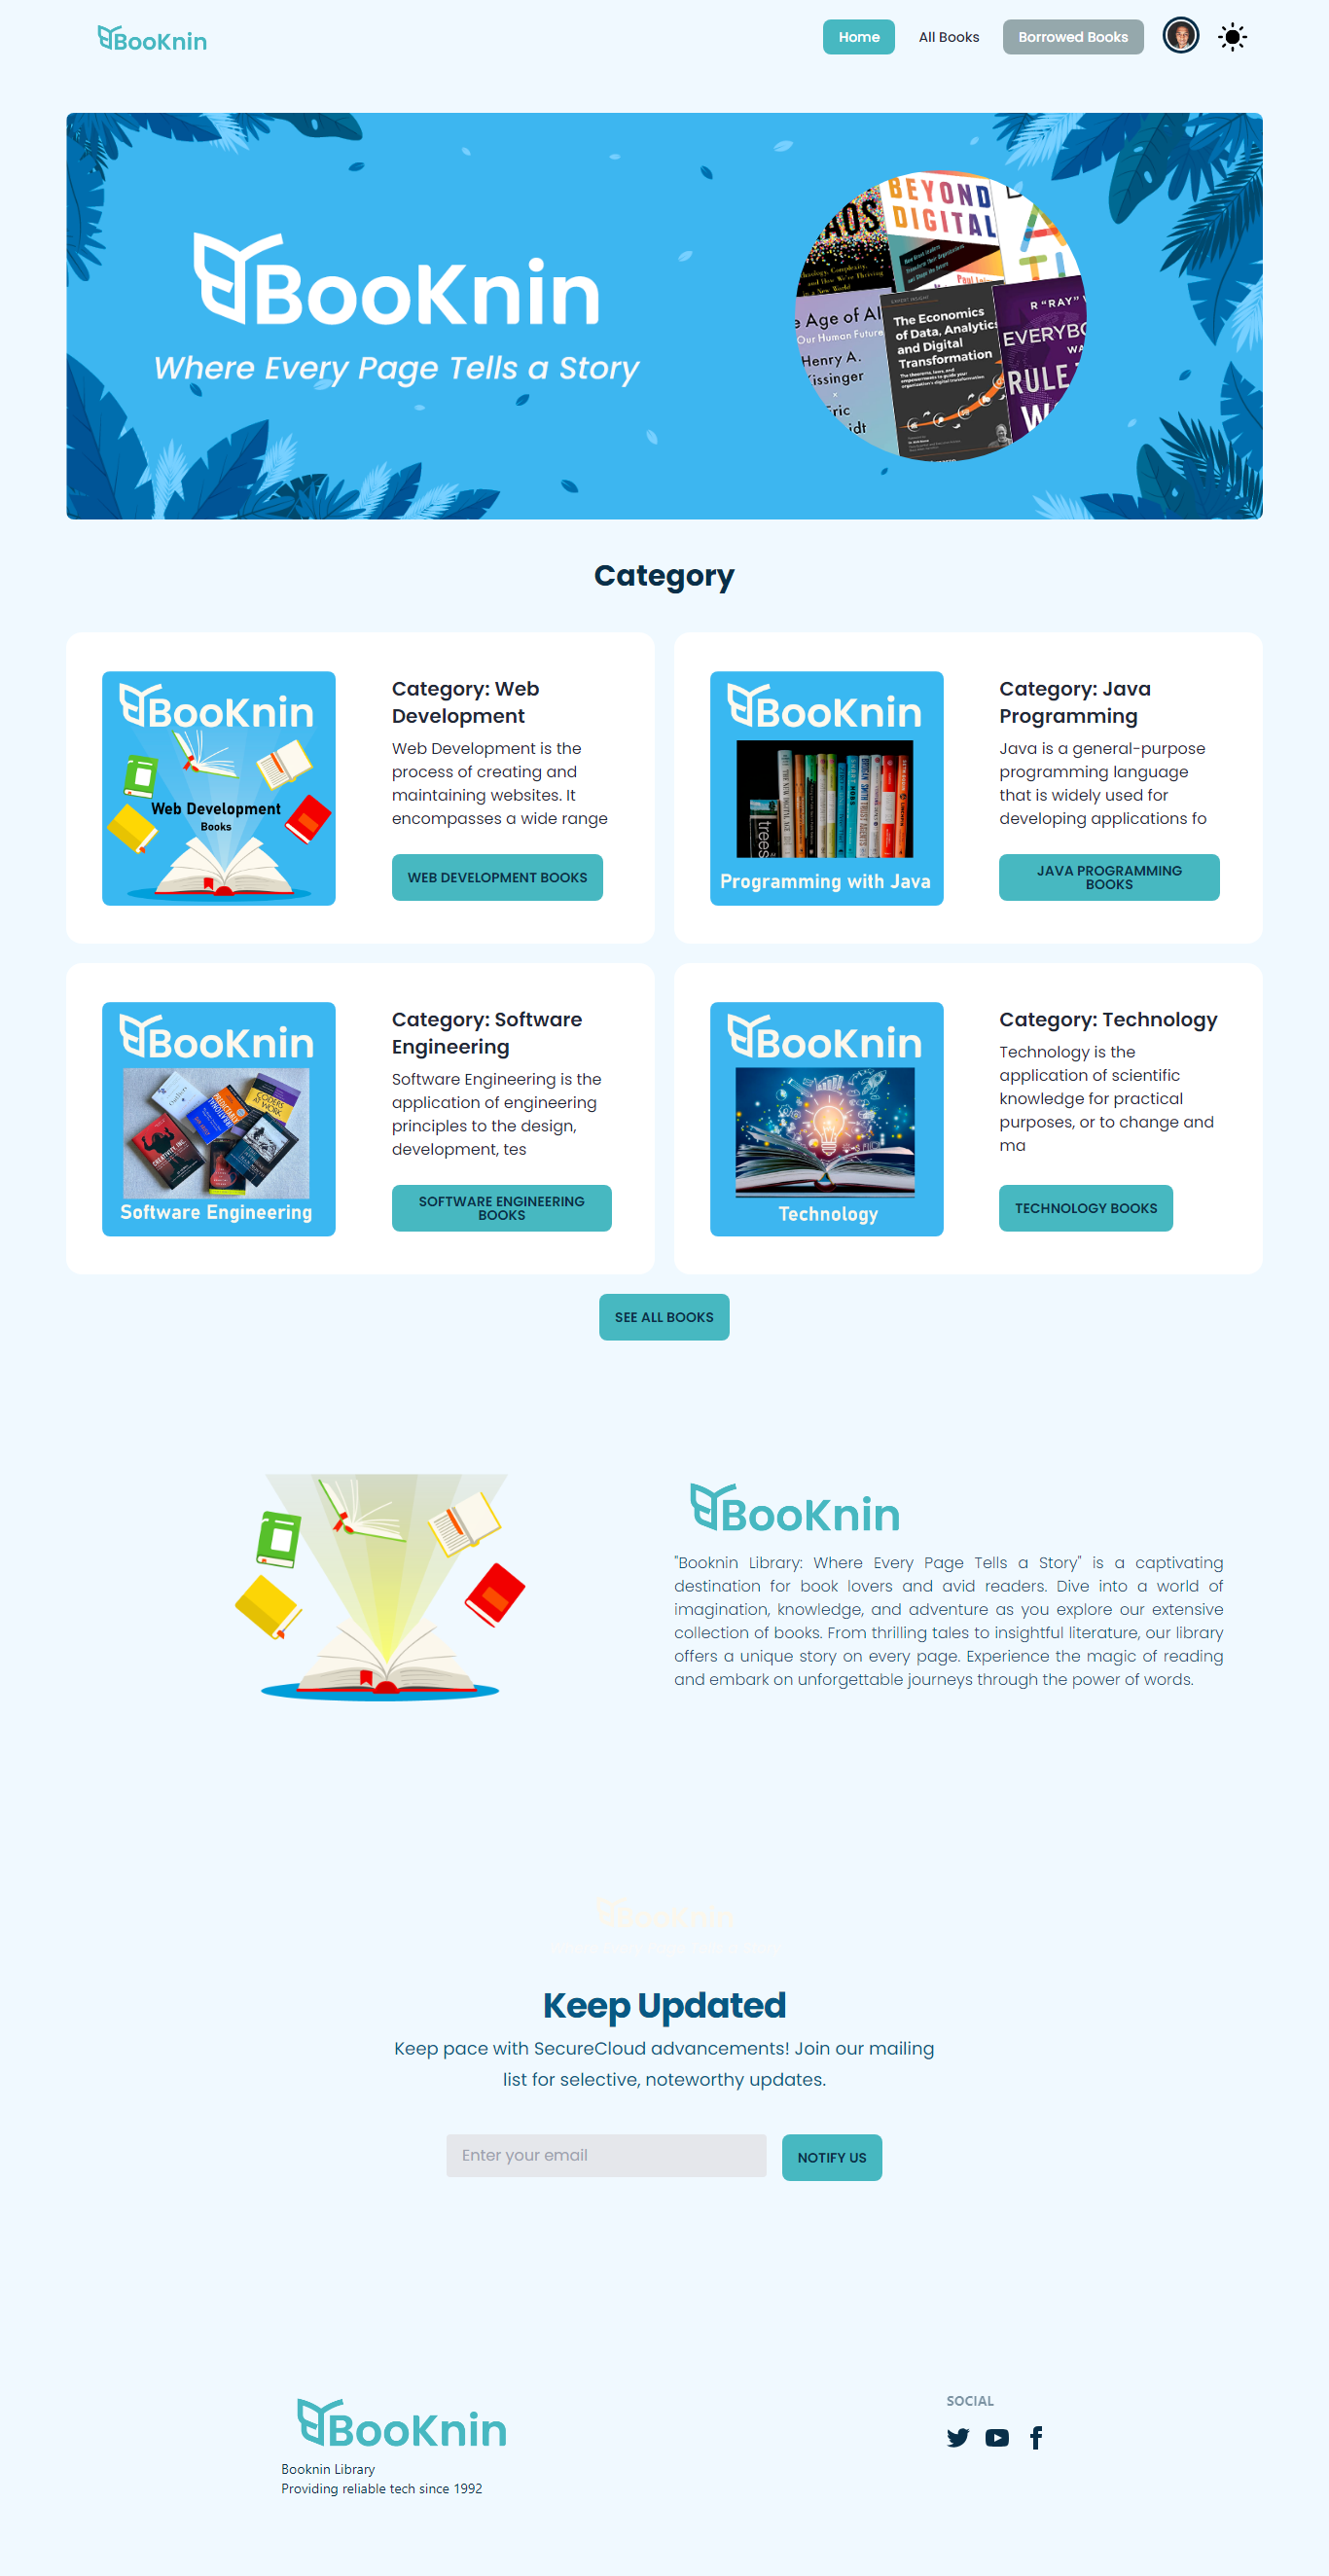 BooKnin
Home
All Books
Borrowed Books
BooKnin
Where Every Page Tells a Story
BEYOND
DIGITAL
e Age of AI
Our Human Future
Henry A.
issinger
The Economics
of Data, Analytics
and Digital
Transformation
R "RAY"
EVERYBO
RULE
Category
BooKnin
Web Development
Books
Category: Web
Development
Web Development is the
process of creating and
maintaining websites. It
encompasses a wide range
WEB DEVELOPMENT BOOKS
BooKnin
trees
Programming with Java
Category: Java
Programming
Java is a general-purpose
programming language
that is widely used for
developing applications fo
JAVA PROGRAMMING
BOOKS
BooKnin
Software Engineering
Category: Software
Engineering
Software Engineering is the
application of engineering
principles to the design,
development, tes
SOFTWARE ENGINEERING
BOOKS
BooKnin
Technology
Category: Technology
Technology is the
application of scientific
knowledge for practical
purposes, or to change and
ma
TECHNOLOGY BOOKS
SEE ALL BOOKS
BooKnin
"Booknin Library: Where Every Page Tells a Story" is a captivating
destination for book lovers and avid readers. Dive into a world of
imagination, knowledge, and adventure as you explore our extensive
collection of books. From thrilling tales to insightful literature, our library
offers a unique story on every page. Experience the magic of reading
and embark on unforgettable journeys through the power of words.
BooKnin
Keep Updated
Keep pace with SecureCloud advancements! Join our mailing
list for selective, noteworthy updates.
Enter your email
NOTIFY US
BooKnin
Booknin Library
Providing reliable tech since 1992
SOCIAL